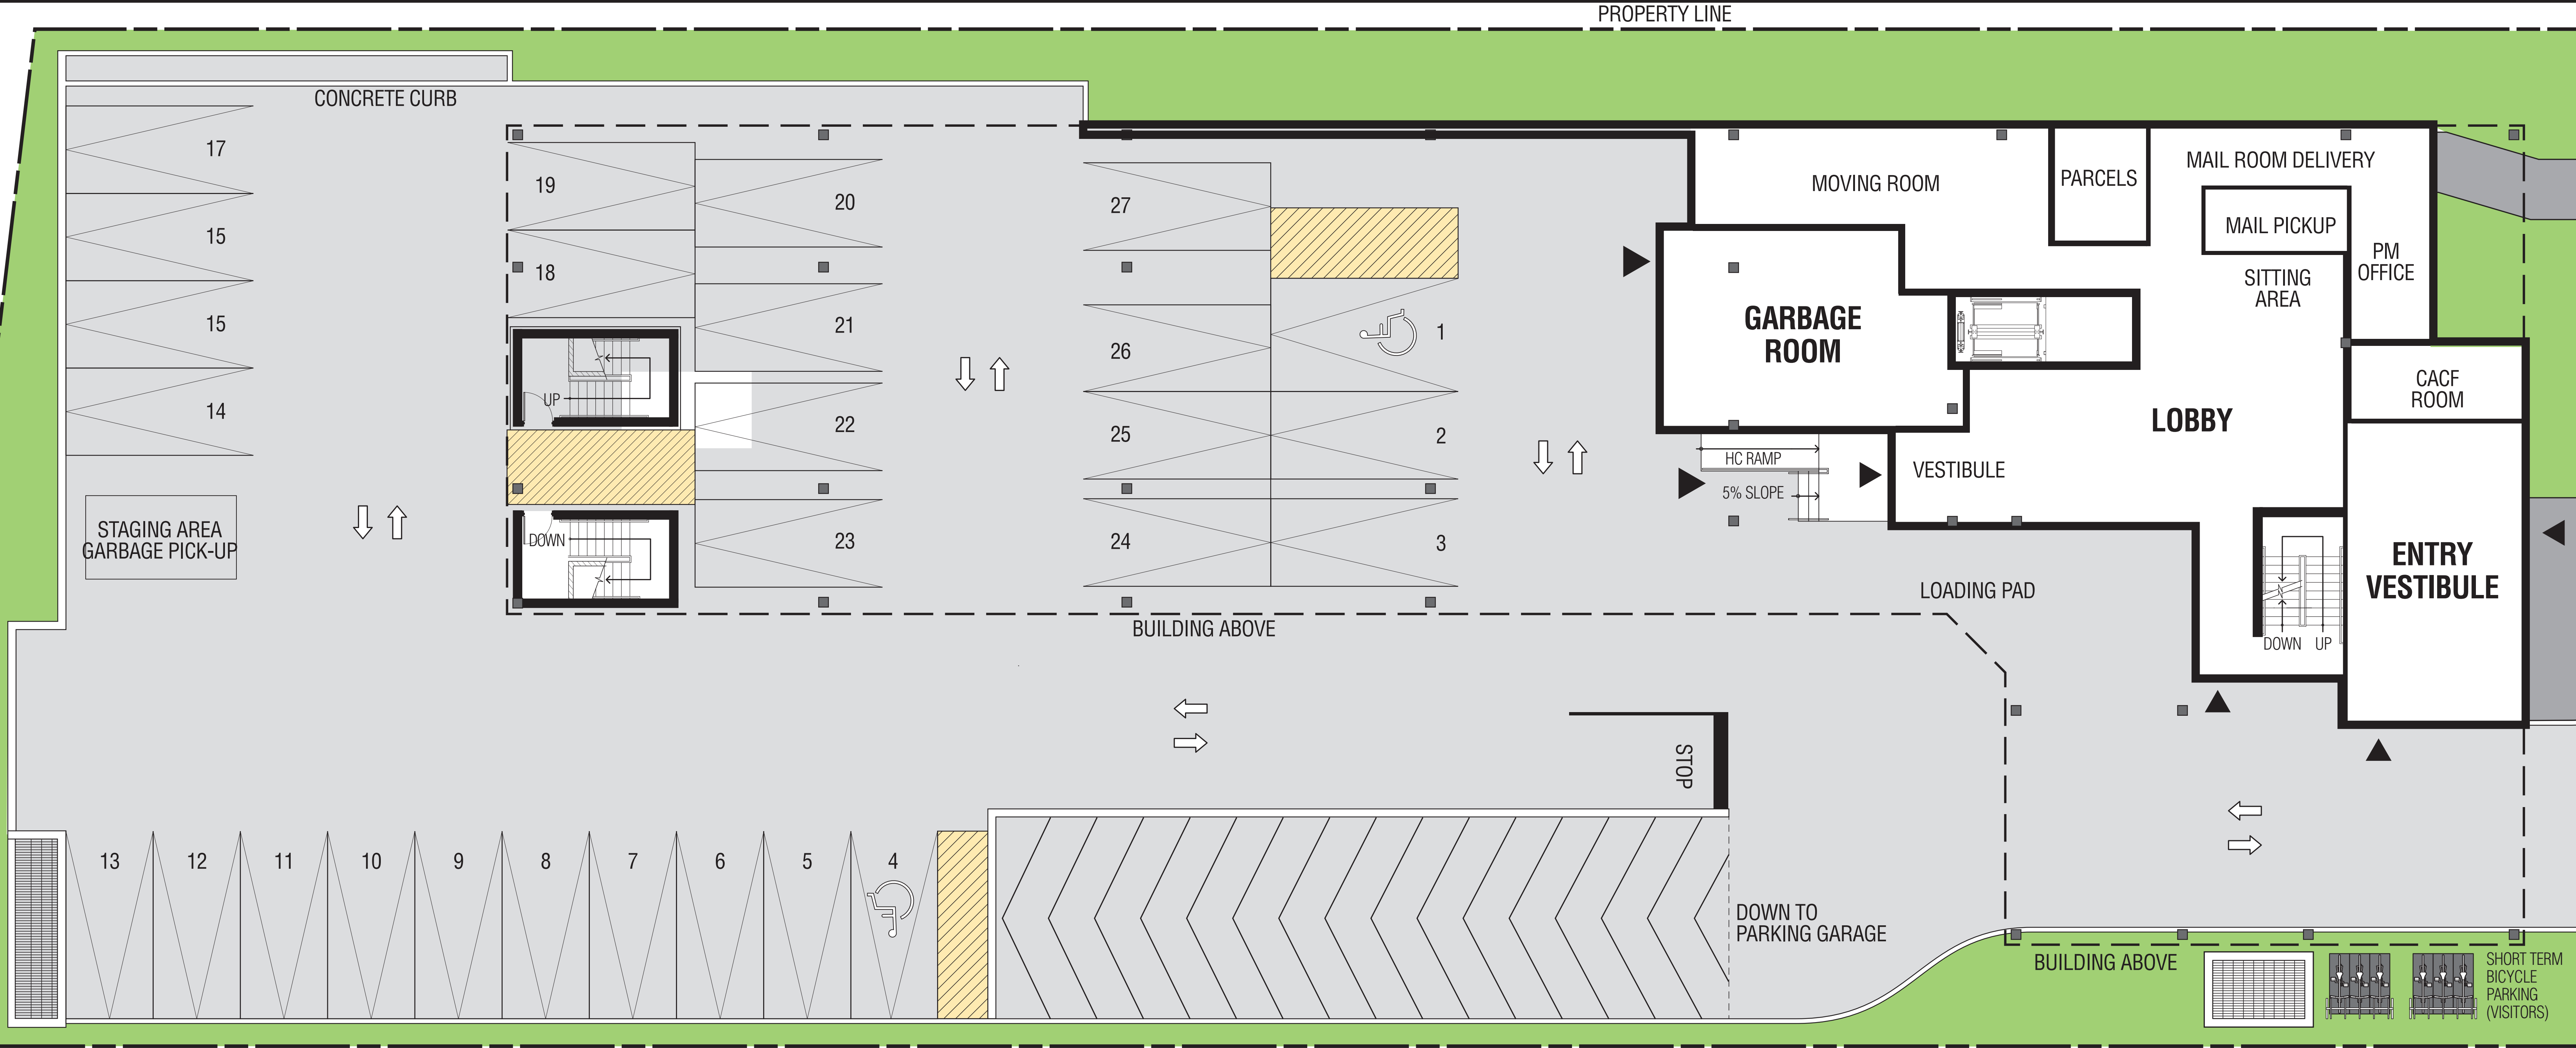 PROPERTY LINE
CONCRETE CURB
17
15
15
14
19
18
20
21
22
23
27
26
25
24
1
2
3
UP
DOWN
STAGING AREA
GARBAGE PICK-UP
MOVING ROOM
PARCELS
MAIL ROOM DELIVERY
MAIL PICKUP
PM
OFFICE
SITTING
AREA
GARBAGE
ROOM
CACF
ROOM
LOBBY
HC RAMP
5% SLOPE
VESTIBULE
ENTRY
VESTIBULE
LOADING PAD
DOWN
UP
BUILDING ABOVE
STOP
13
12
11
10
9
8
7
6
5
4
DOWN TO
PARKING GARAGE
BUILDING ABOVE
SHORT TERM
BICYCLE
PARKING
(VISITORS)